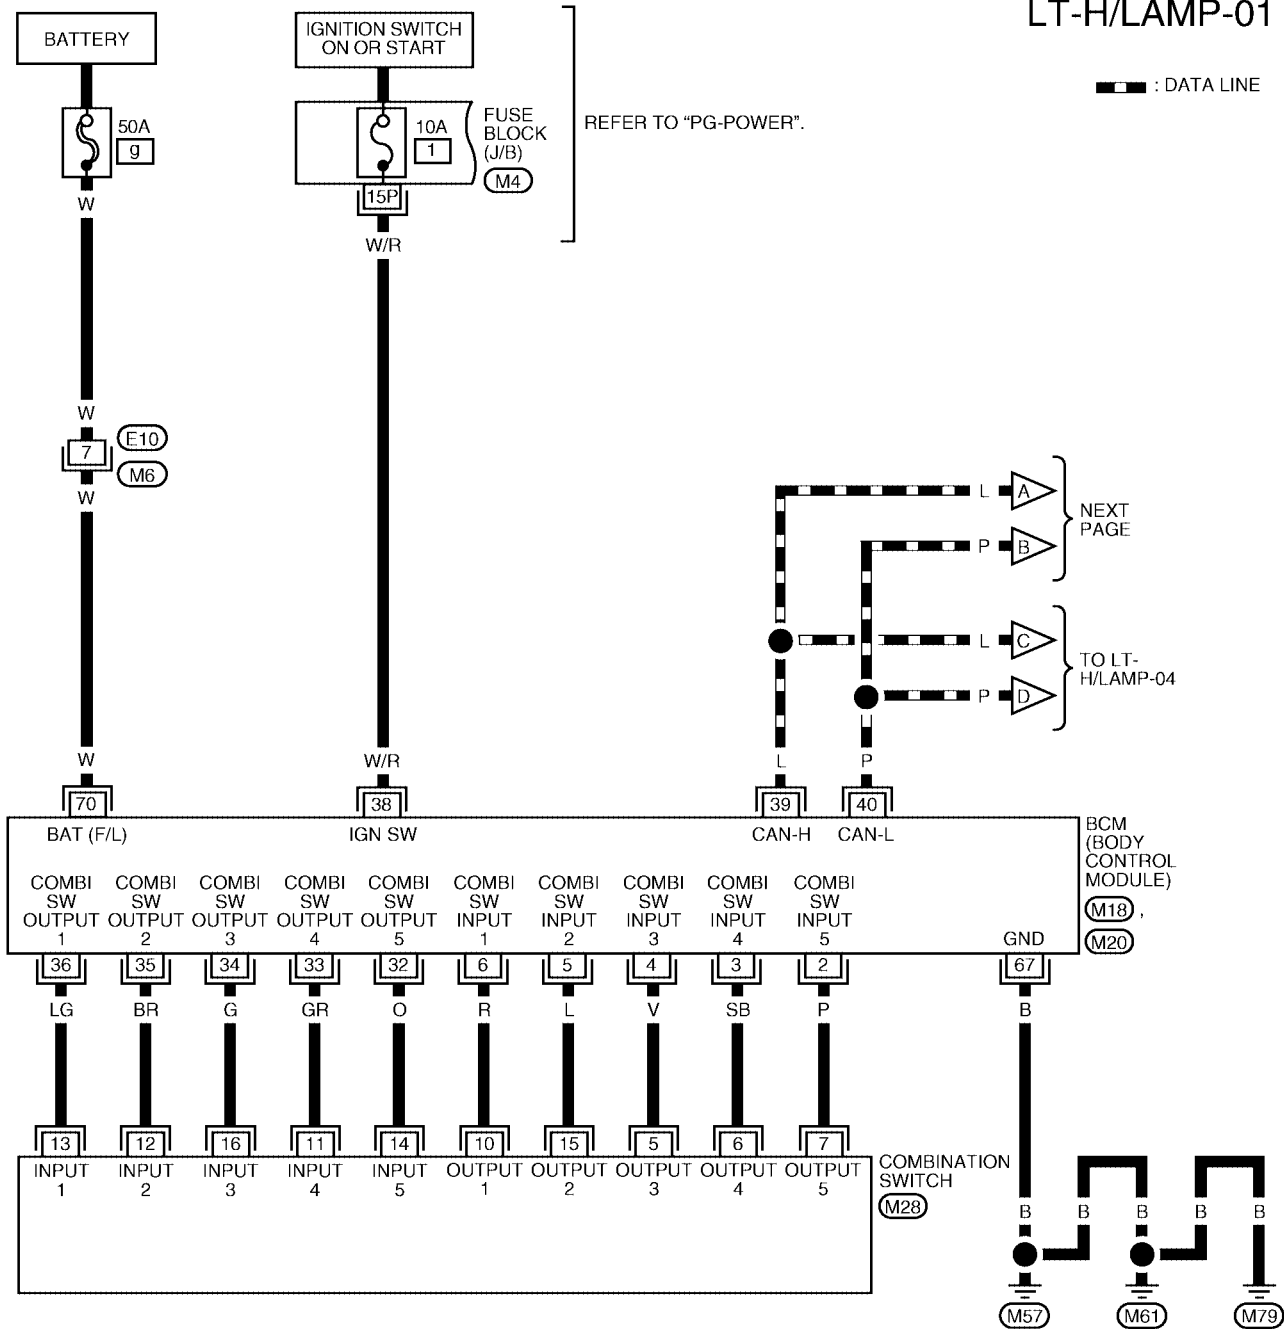 LT-H/LAMP-01
BATTERY
IGNITION SWITCH
ON OR START
: DATA LINE
50A
g
10A
1
FUSE
BLOCK
(J/B)
M4
REFER TO “PG-POWER”.
15P
W
W/R
W
7
E10
M6
W
L
A
P
B
NEXT
PAGE
L
C
P
D
TO LT-
H/LAMP-04
W
W/R
L
P
70
38
39
40
BAT (F/L)
IGN SW
CAN-H
CAN-L
BCM
(BODY
CONTROL
MODULE)
M18 ,
M20
COMBI
SW
OUTPUT
1
COMBI
SW
OUTPUT
2
COMBI
SW
OUTPUT
3
COMBI
SW
OUTPUT
4
COMBI
SW
OUTPUT
5
COMBI
SW
INPUT
1
COMBI
SW
INPUT
2
COMBI
SW
INPUT
3
COMBI
SW
INPUT
4
COMBI
SW
INPUT
5
GND
36
35
34
33
32
6
5
4
3
2
67
LG
BR
G
GR
O
R
L
V
SB
P
B
13
12
16
11
14
10
15
5
6
7
INPUT
1
INPUT
2
INPUT
3
INPUT
4
INPUT
5
OUTPUT
1
OUTPUT
2
OUTPUT
3
OUTPUT
4
OUTPUT
5
COMBINATION
SWITCH
M28
B
B
B
B
B
M57
M61
M79